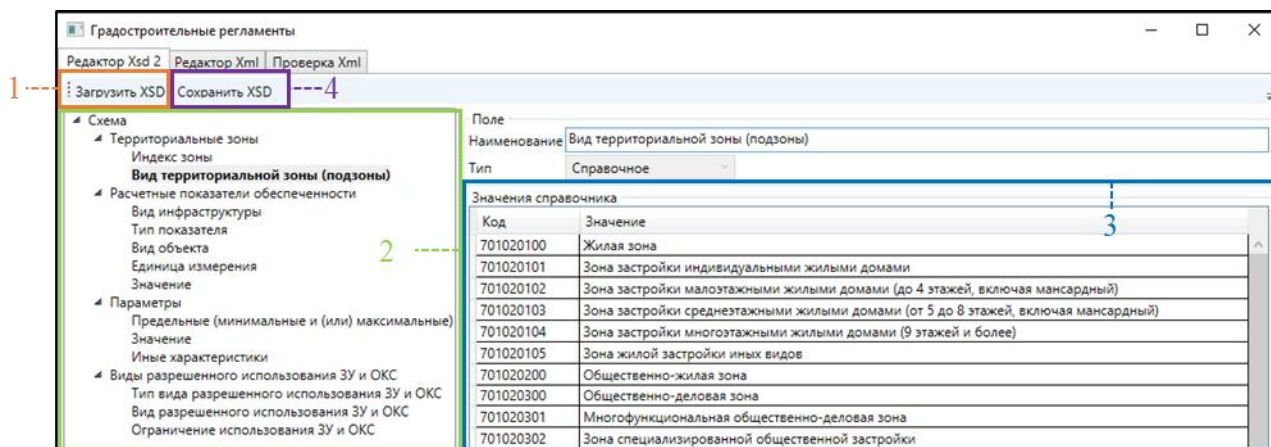 Градостроительные регламенты
Редактор Xsd 2 Редактор Xml Проверка Xml
1 Загрузить XSD Сохранить XSD 4
Схема
Территориальные зоны
Индекс зоны
Вид территориальной зоны (подзоны)
Расчетные показатели обеспеченности
Вид инфраструктуры
Тип показателя
Вид объекта
Единица измерения
Значение
Параметры
Предельные (минимальные и (или) максимальные)
Значение
Иные характеристики
Виды разрешенного использования ЗУ и ОКС
Тип вида разрешенного использования ЗУ и ОКС
Вид разрешенного использования ЗУ и ОКС
Ограничение использования ЗУ и ОКС
2
Поле
Наименование Вид территориальной зоны (подзоны)
Тип Справочное
3
Значения справочника
Код Значение
701020100 Жилая зона
701020101 Зона застройки индивидуальными жилыми домами
701020102 Зона застройки малоэтажными жилыми домами (до 4 этажей, включая мансардный)
701020103 Зона застройки среднеэтажными жилыми домами (от 5 до 8 этажей, включая мансардный)
701020104 Зона застройки многоэтажными жилыми домами (9 этажей и более)
701020105 Зона жилой застройки иных видов
701020200 Общественно-жилая зона
701020300 Общественно-деловая зона
701020301 Многофункциональная общественно-деловая зона
701020302 Зона специализированной общественной застройки